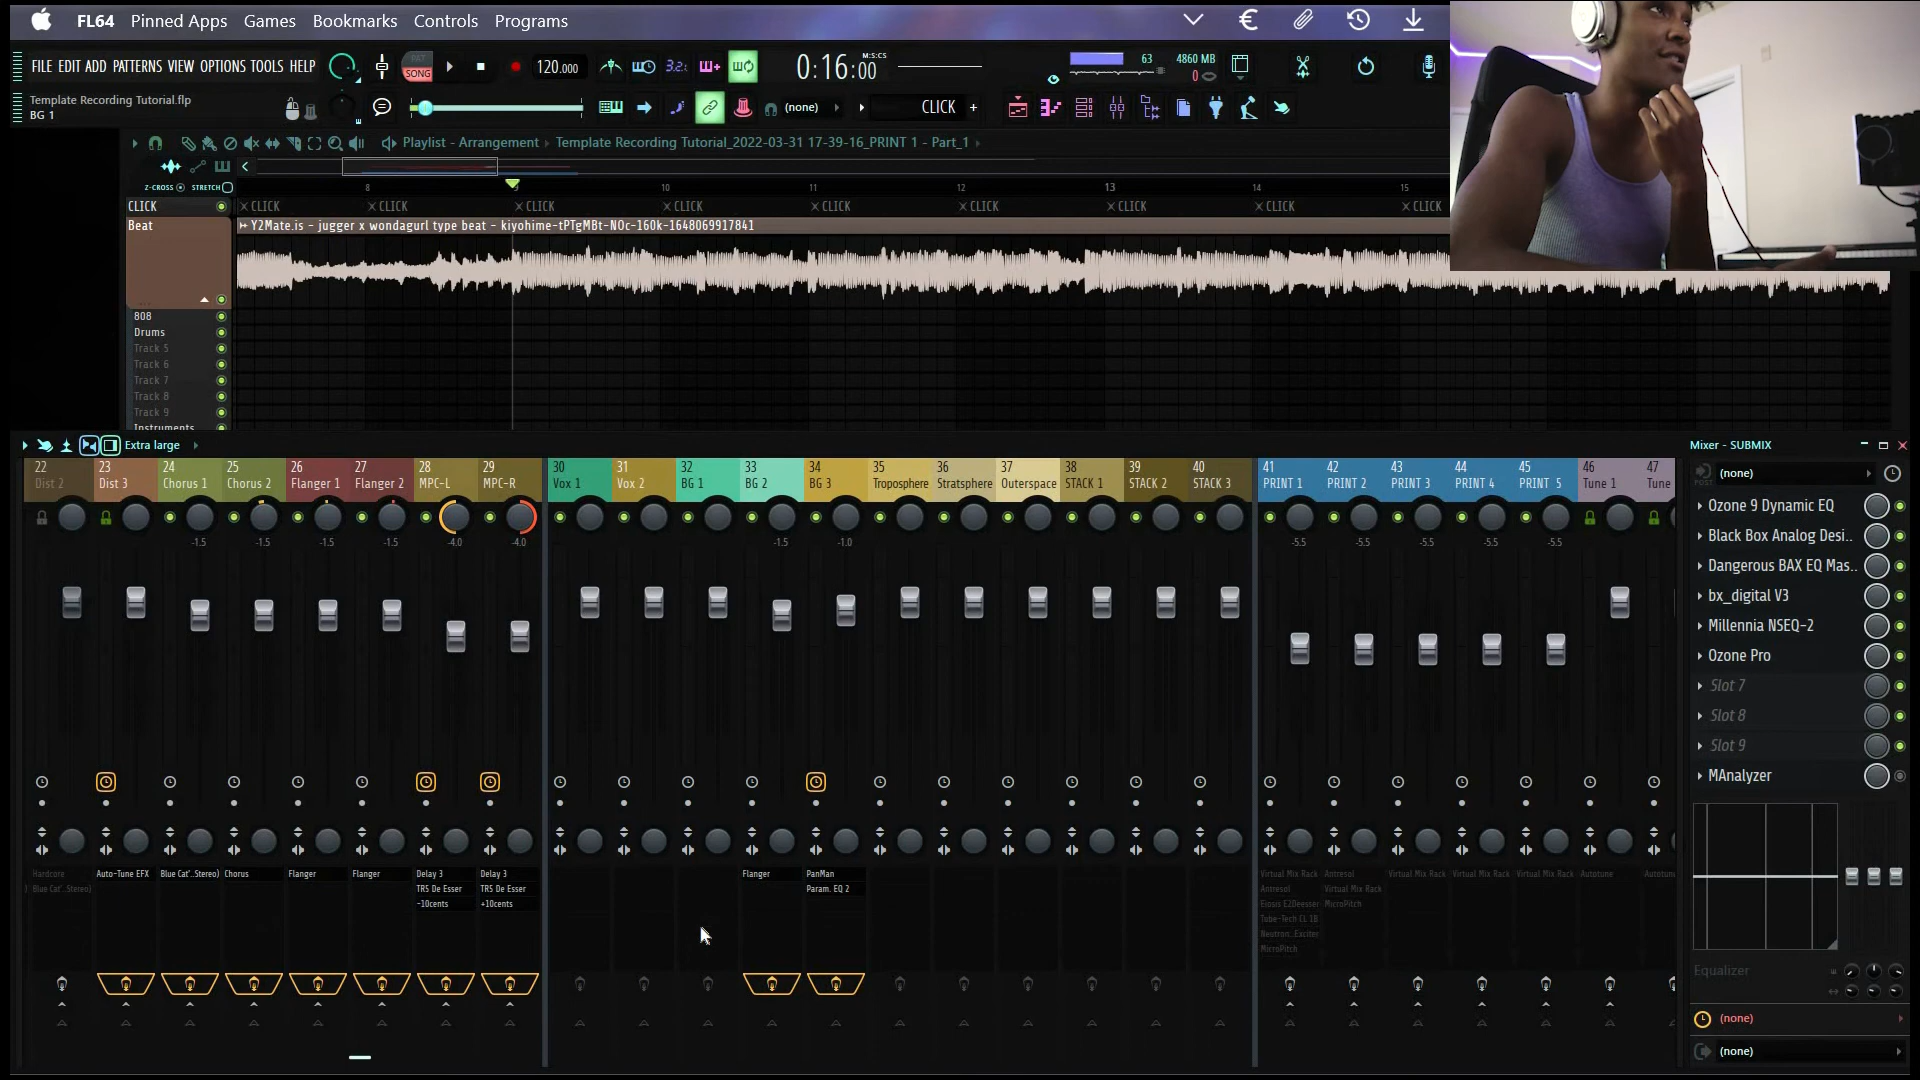 FL64 Pinned Apps Games Bookmarks Controls Programs
FILE EDIT ADD PATTERNS VIEW OPTIONS TOOLS HELP
PAT
SONG
120.000
3.2.
0:16:00
M:S:CS
63
4860 MB
0
Template Recording Tutorial.flp
BG 1
(none)
CLICK
Playlist - Arrangement › Template Recording Tutorial_2022-03-31 17-39-16_PRINT 1 - Part_1
Z-CROSS STRETCH
8 9 10 11 12 13 14 15
CLICK
CLICK CLICK CLICK CLICK CLICK CLICK CLICK CLICK CLICK
Beat
Y2Mate.is - jugger x wondagurl type beat - kiyohime-tPTgMBt-NOc-160k-1648069917841
808
Drums
Track 5
Track 6
Track 7
Track 8
Track 9
Instruments
Extra large
Mixer - SUBMIX
22 23 24 25 26 27 28 29 30 31 32 33 34 35 36 37 38 39 40 41 42 43 44 45 46 47
Dist 2 Dist 3 Chorus 1 Chorus 2 Flanger 1 Flanger 2 MPC-L MPC-R Vox 1 Vox 2 BG 1 BG 2 BG 3 Troposphere Stratsphere Outerspace STACK 1 STACK 2 STACK 3 PRINT 1 PRINT 2 PRINT 3 PRINT 4 PRINT 5 Tune 1 Tune
-1.5 -1.5 -1.5 -1.5 -4.0 -4.0 -1.5 -1.0 -5.5 -5.5 -5.5 -5.5 -5.5
(none)
POST
Ozone 9 Dynamic EQ
Black Box Analog Desi..
Dangerous BAX EQ Mas..
bx_digital V3
Millennia NSEQ-2
Ozone Pro
Slot 7
Slot 8
Slot 9
MAnalyzer
Hardcore Auto-Tune EFX Blue Cat'..Stereo) Chorus Flanger Flanger Delay 3 Delay 3 Flanger PanMan Virtual Mix Rack Antresol Virtual Mix Rack Virtual Mix Rack Virtual Mix Rack Autotune Autotun
Blue Cat'..Stereo) TR5 De Esser TR5 De Esser Param. EQ 2 Antresol Virtual Mix Rack
-10cents +10cents Eiosis E2Deesser MicroPitch
Tube-Tech CL 1B
Neutron..Exciter
MicroPitch
Equalizer
(none)
(none)